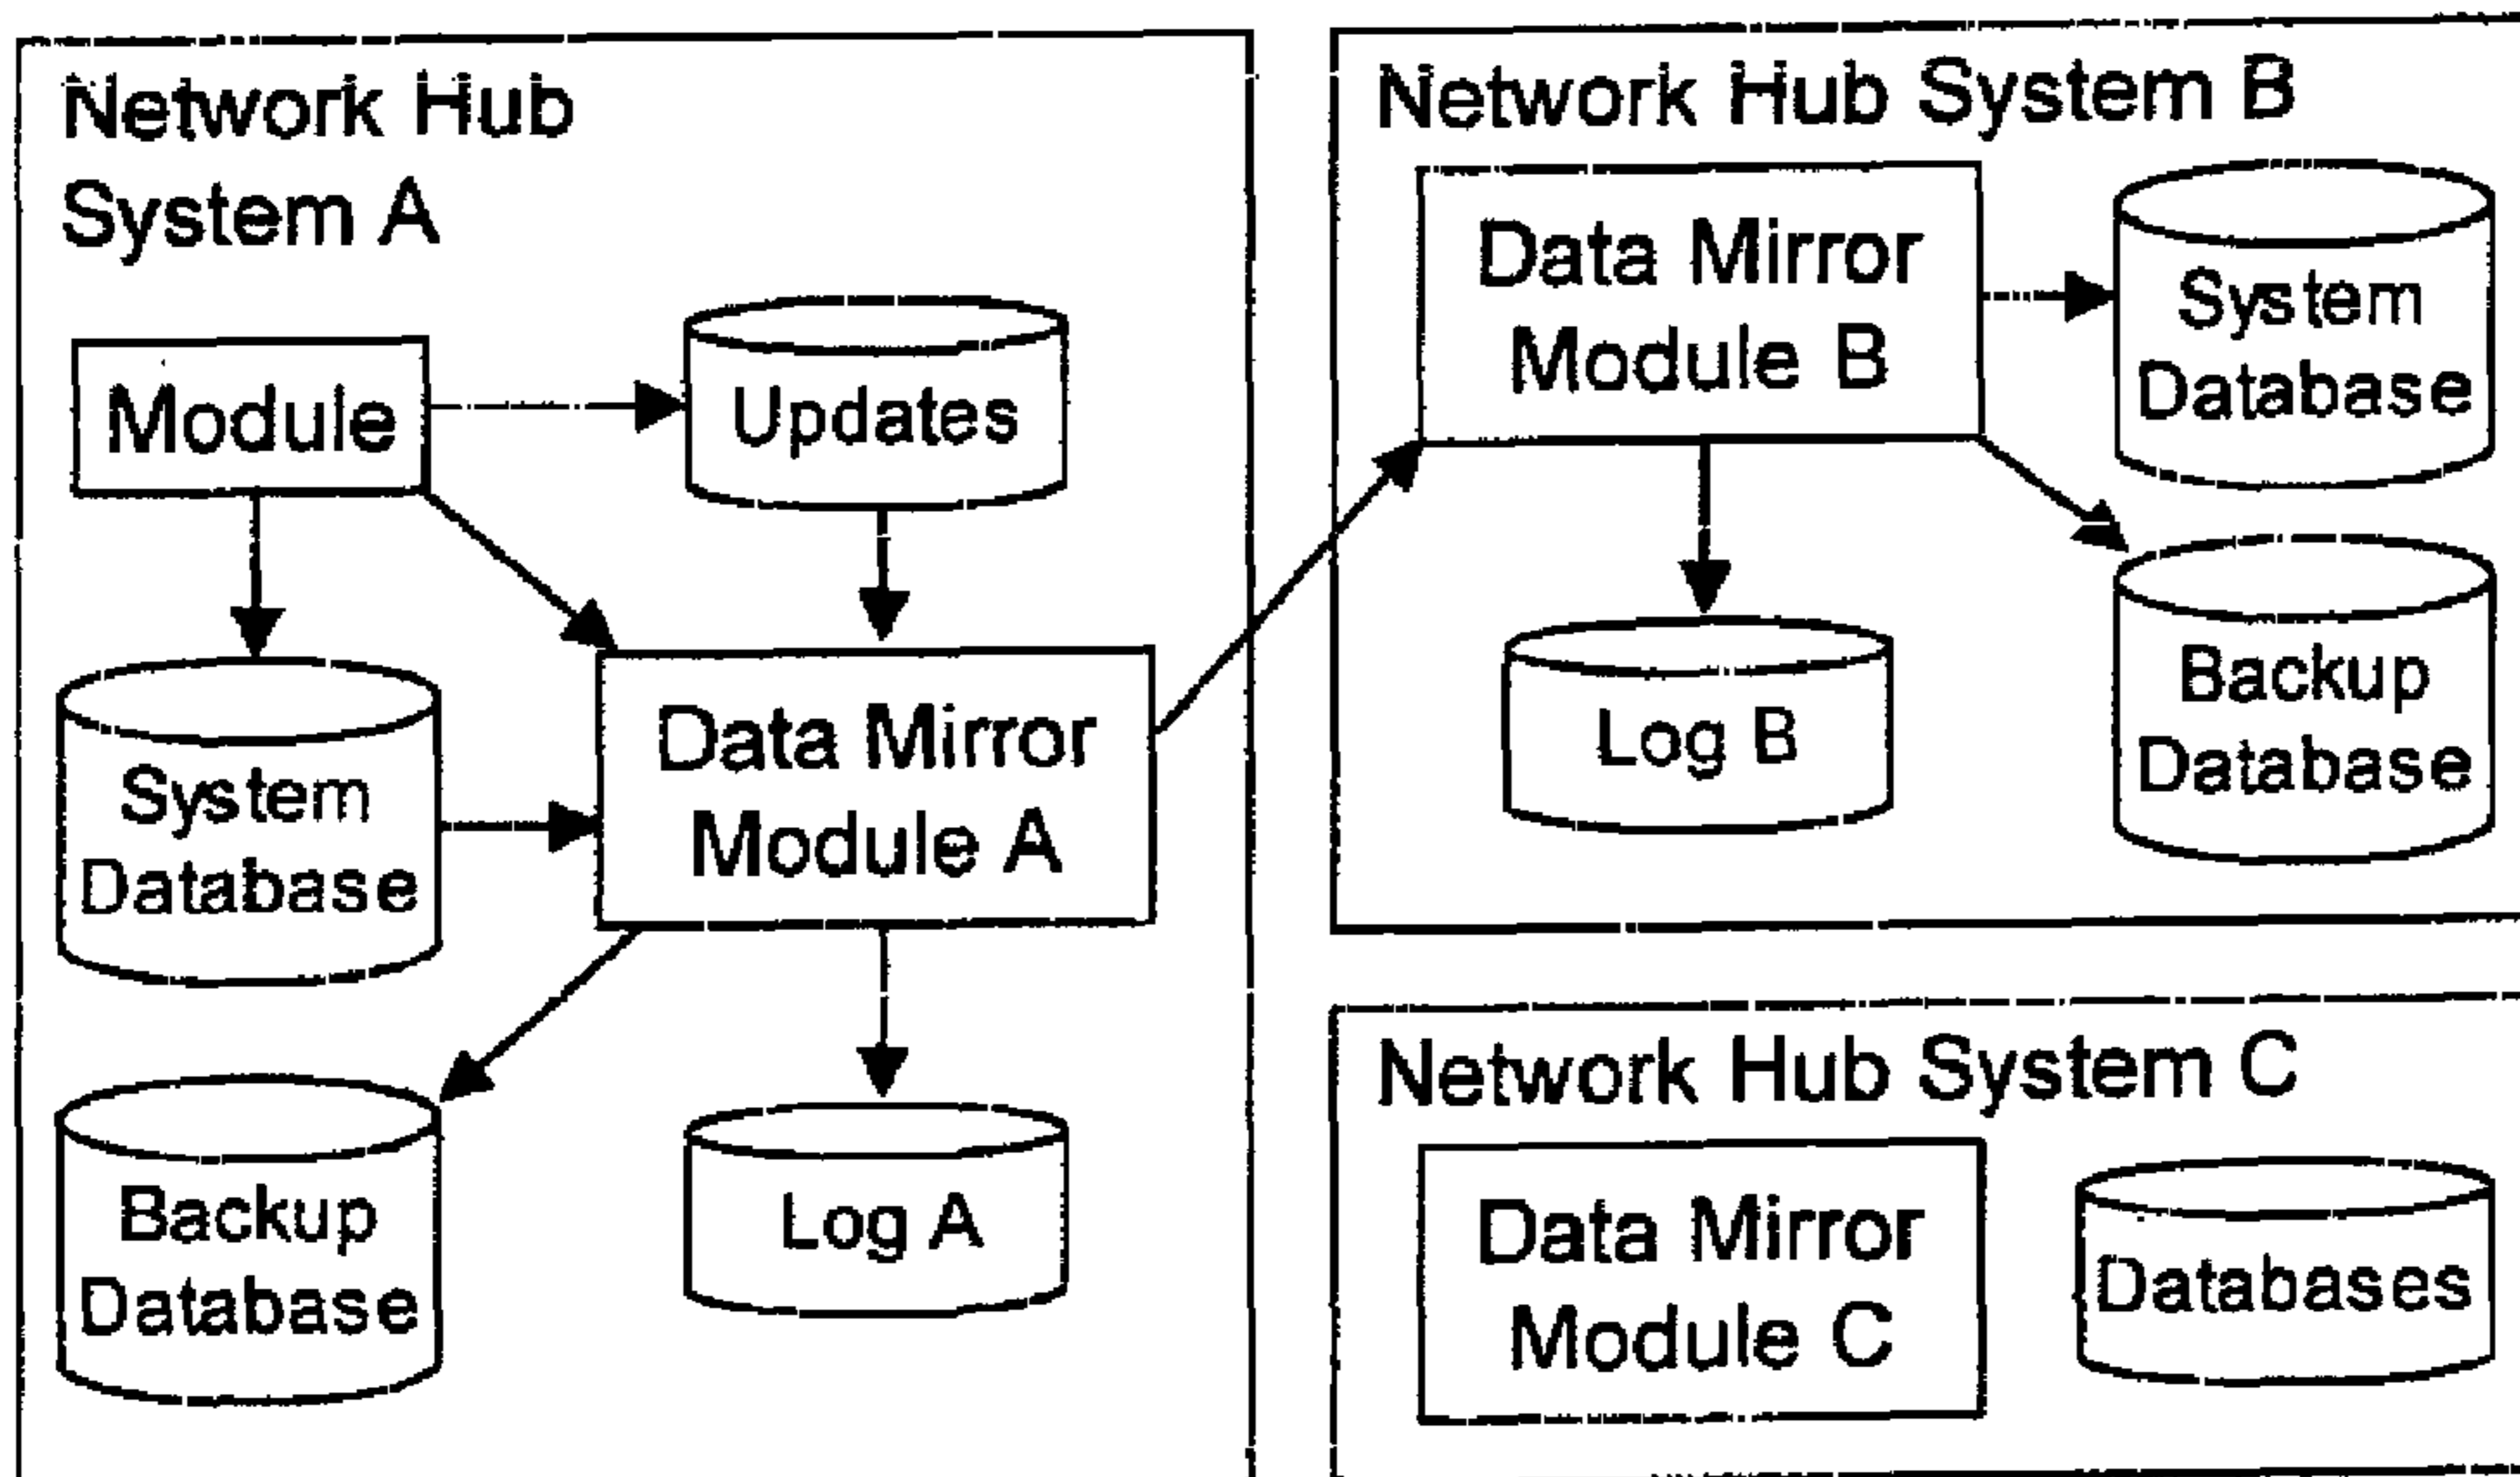 Network Hub
System A
Module
Updates
System
Database
Data Mirror
Module A
Backup
Database
Log A
Network Hub System B
Data Mirror
Module B
System
Database
Log B
Backup
Database
Network Hub System C
Data Mirror
Module C
Databases